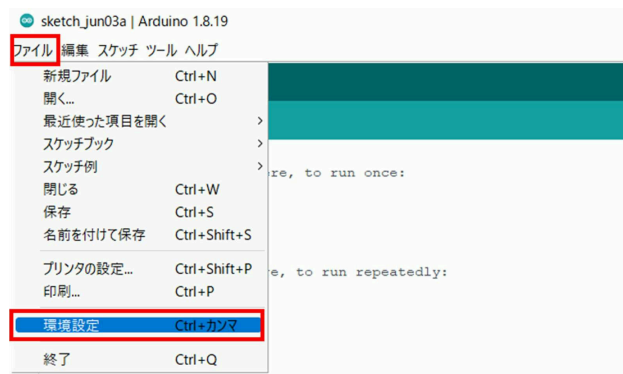 sketch_jun03a | Arduino 1.8.19
ファイル 編集 スケッチ ツール ヘルプ
新規ファイル Ctrl+N
開く... Ctrl+O
最近使った項目を開く >
スケッチブック >
スケッチ例 >
re, to run once:
閉じる Ctrl+W
保存 Ctrl+S
名前を付けて保存 Ctrl+Shift+S
プリンタの設定... Ctrl+Shift+P
e, to run repeatedly:
印刷... Ctrl+P
環境設定 Ctrl+カンマ
終了 Ctrl+Q